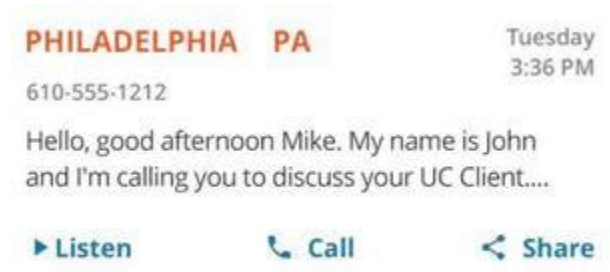 PHILADELPHIA PA
Tuesday
3:36 PM
610-555-1212
Hello, good afternoon Mike. My name is John
and I'm calling you to discuss your UC Client....
Listen Call Share